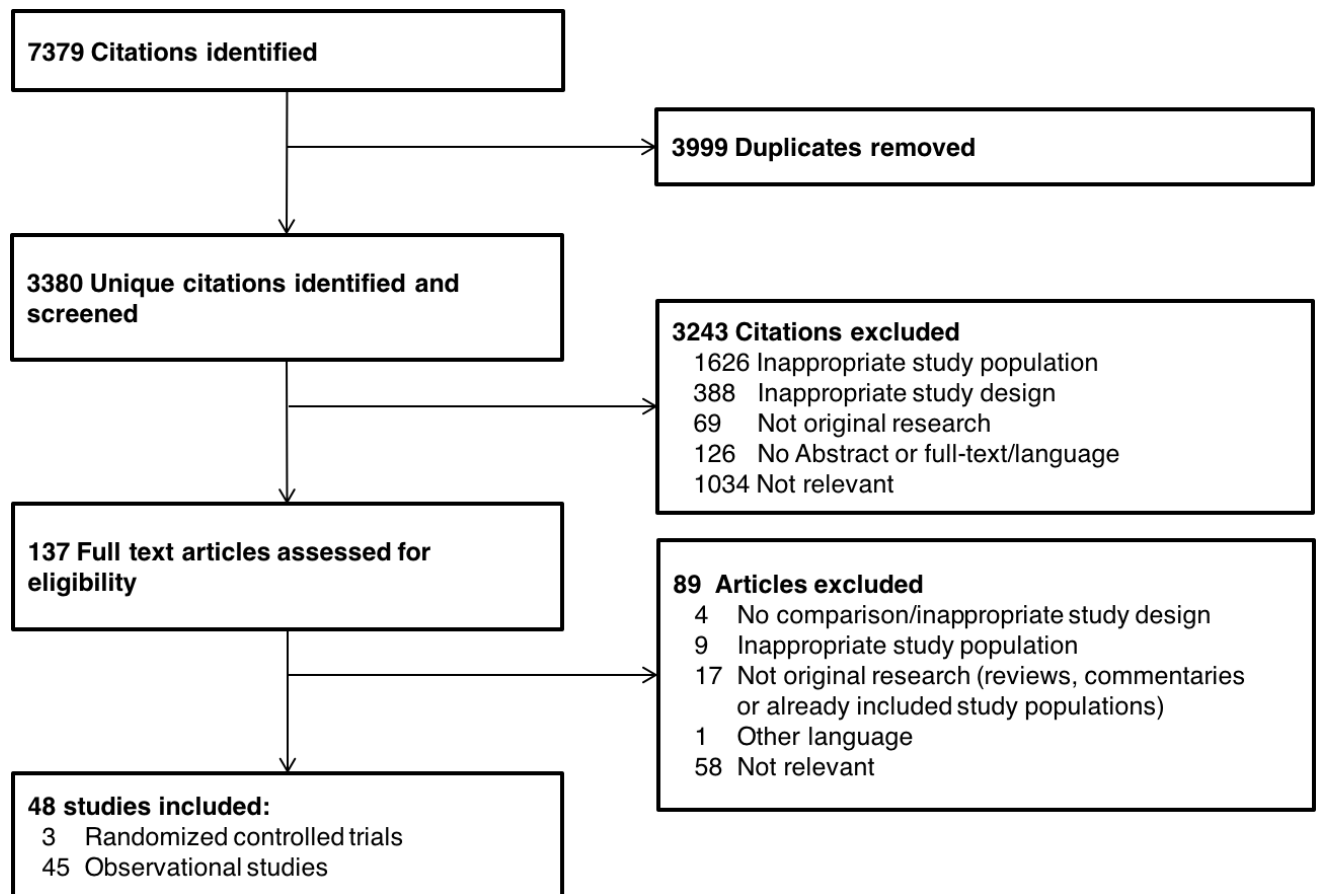 7379 Citations identified
3999 Duplicates removed
3380 Unique citations identified and
screened
3243 Citations excluded
1626 Inappropriate study population
388 Inappropriate study design
69 Not original research
126 No Abstract or full-text/language
1034 Not relevant
137 Full text articles assessed for
eligibility
89 Articles excluded
4 No comparison/inappropriate study design
9 Inappropriate study population
17 Not original research (reviews, commentaries
or already included study populations)
1 Other language
58 Not relevant
48 studies included:
3 Randomized controlled trials
45 Observational studies